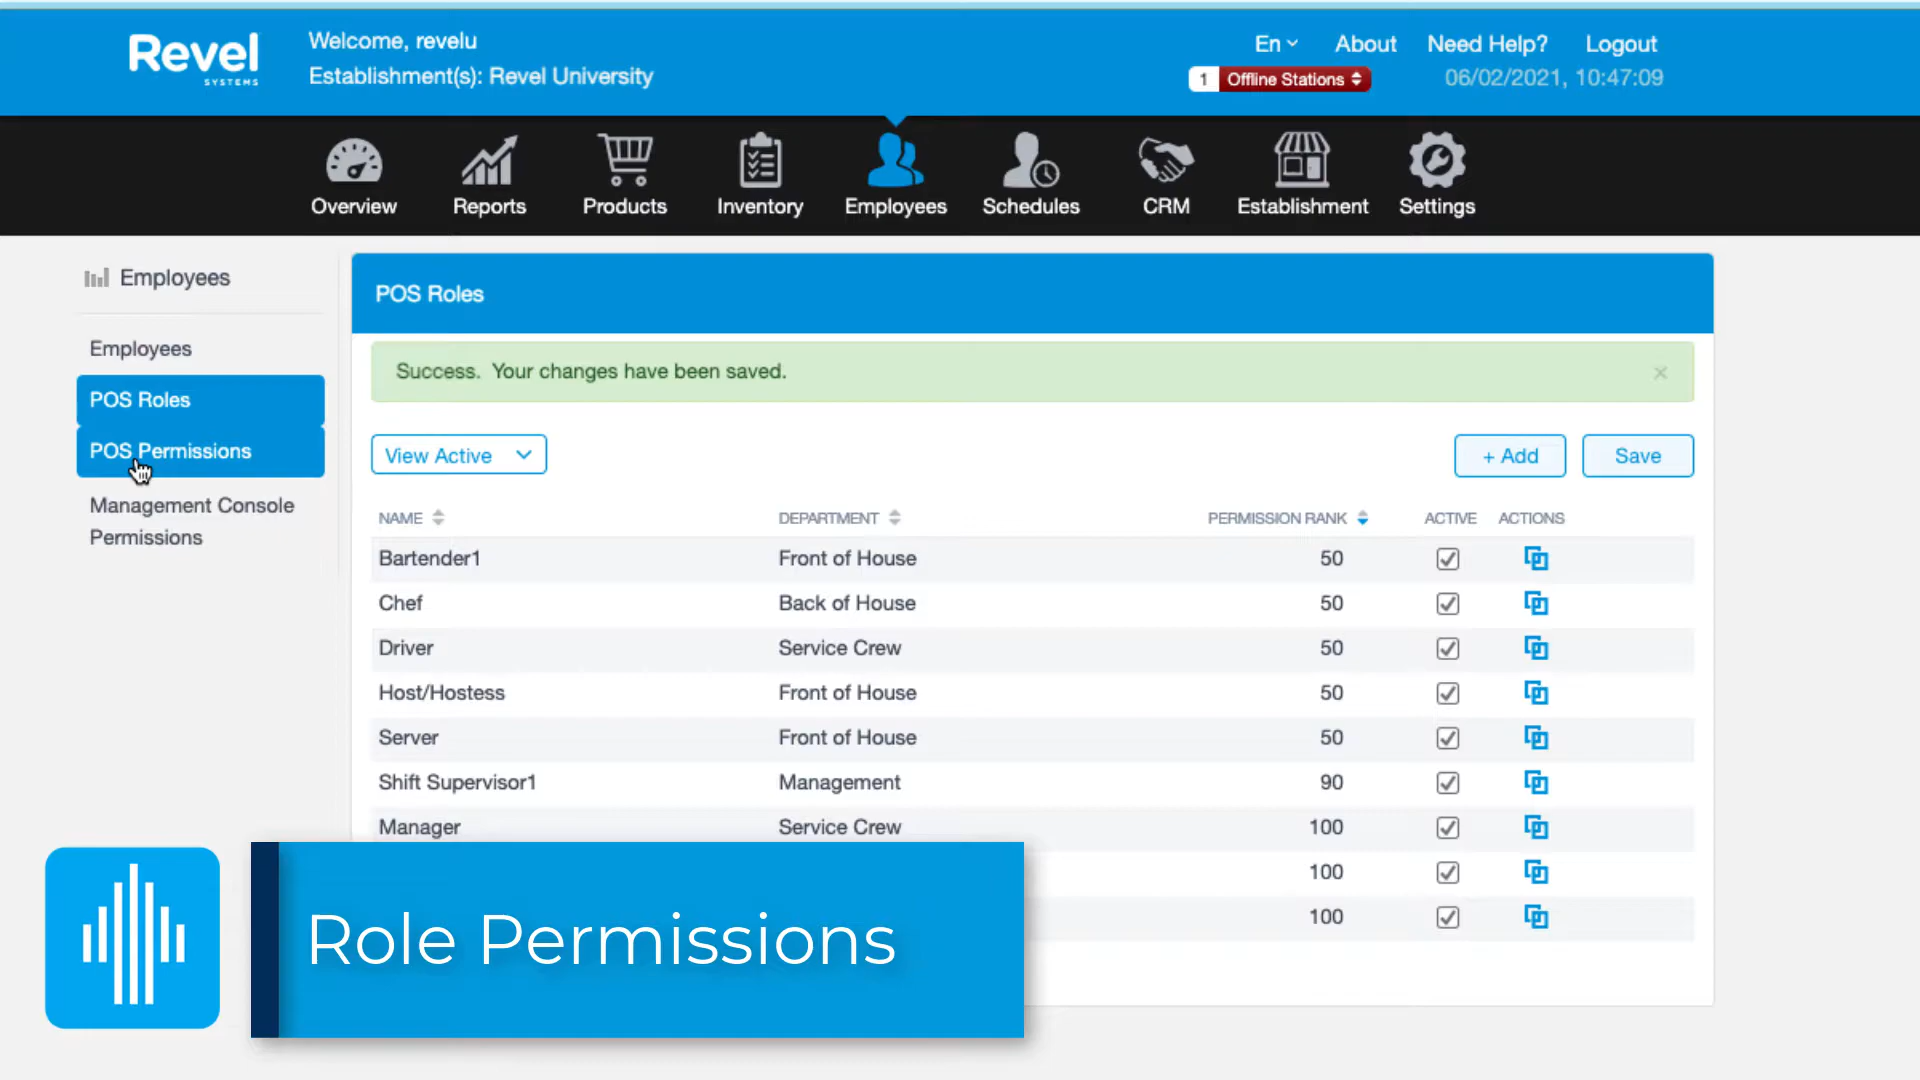 Revel
SYSTEMS
Welcome, revelu
Establishment(s): Revel University
En
About
Need Help?
Logout
1
Offline Stations
06/02/2021, 10:47:09
Overview
Reports
Products
Inventory
Employees
Schedules
CRM
Establishment
Settings
Employees
Employees
POS Roles
POS Permissions
Management Console
Permissions
POS Roles
Success. Your changes have been saved.
×
View Active
+ Add
Save
NAME DEPARTMENT PERMISSION RANK ACTIVE ACTIONS
Bartender1 Front of House 50
Chef Back of House 50
Driver Service Crew 50
Host/Hostess Front of House 50
Server Front of House 50
Shift Supervisor1 Management 90
Manager Service Crew 100
100
100
Role Permissions